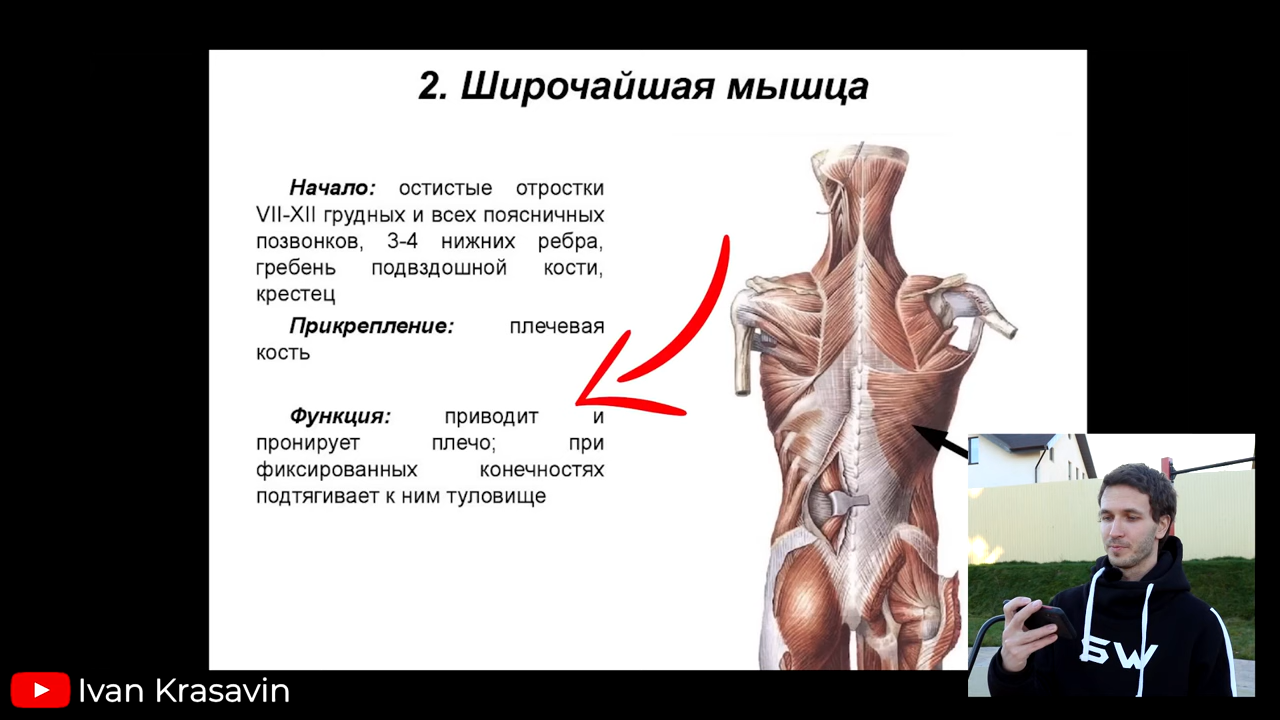 2. Широчайшая мышца
Начало: остистые отростки
VII-XII грудных и всех поясничных
позвонков, 3-4 нижних ребра,
гребень подвздошной кости,
крестец
Прикрепление: плечевая
кость
Функция: приводит и
пронирует плечо; при
фиксированных конечностях
подтягивает к ним туловище
Ivan Krasavin
БW